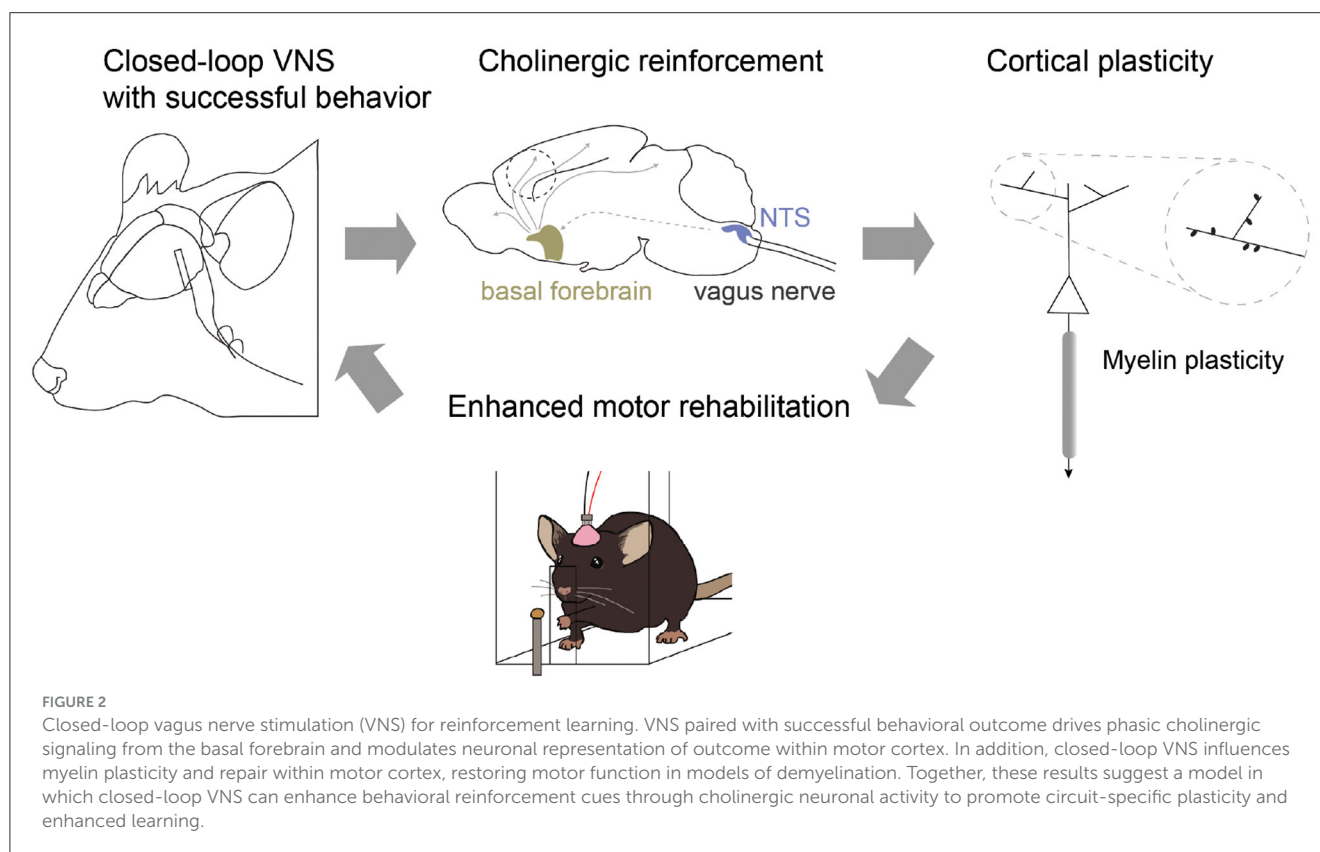 Closed-loop VNS
with successful behavior
Cholinergic reinforcement
Cortical plasticity
NTS
basal forebrain
vagus nerve
Myelin plasticity
Enhanced motor rehabilitation
FIGURE 2
Closed-loop vagus nerve stimulation (VNS) for reinforcement learning. VNS paired with successful behavioral outcome drives phasic cholinergic
signaling from the basal forebrain and modulates neuronal representation of outcome within motor cortex. In addition, closed-loop VNS influences
myelin plasticity and repair within motor cortex, restoring motor function in models of demyelination. Together, these results suggest a model in
which closed-loop VNS can enhance behavioral reinforcement cues through cholinergic neuronal activity to promote circuit-specific plasticity and
enhanced learning.